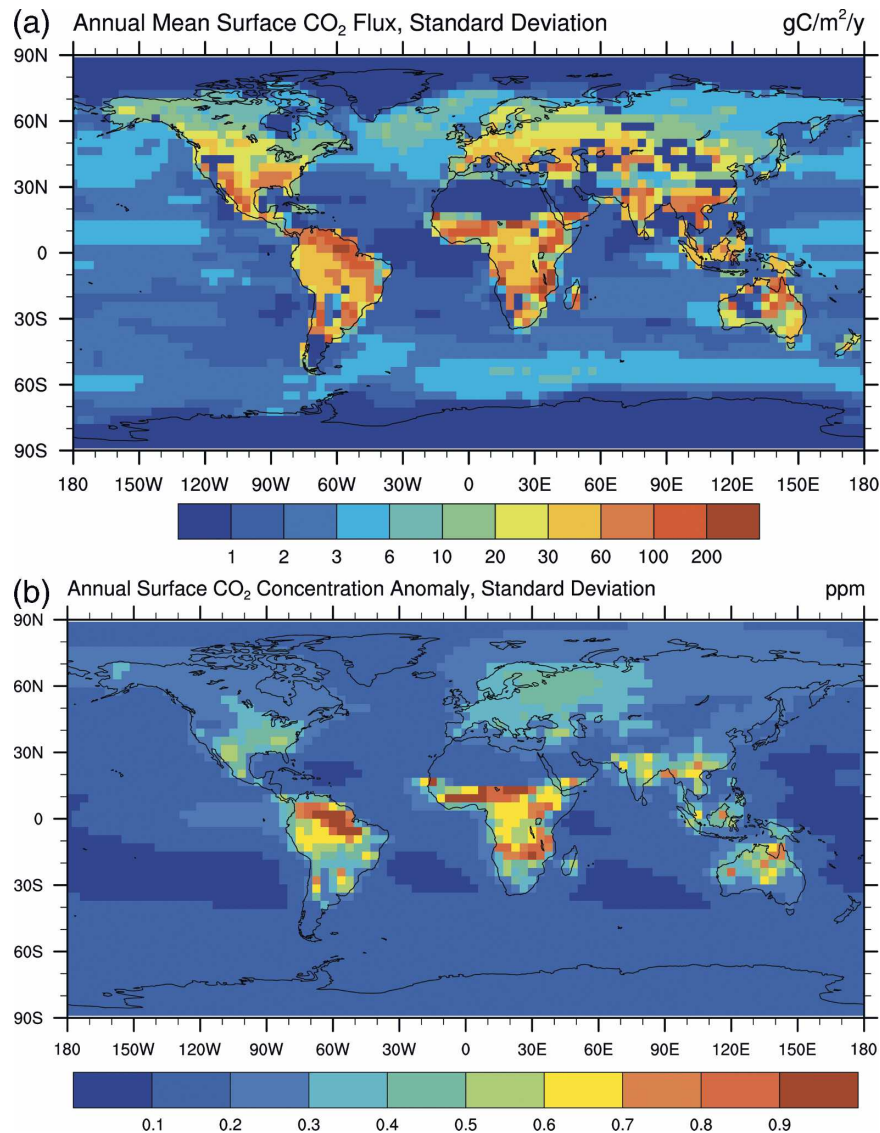 (a) Annual Mean Surface CO₂ Flux, Standard Deviation gC/m²/y
90N
60N
30N
0
30S
60S
90S
180 150W 120W 90W 60W 30W 0 30E 60E 90E 120E 150E 180
1 2 3 6 10 20 30 60 100 200
(b) Annual Surface CO₂ Concentration Anomaly, Standard Deviation ppm
90N
60N
30N
0
30S
60S
90S
180 150W 120W 90W 60W 30W 0 30E 60E 90E 120E 150E 180
0.1 0.2 0.3 0.4 0.5 0.6 0.7 0.8 0.9